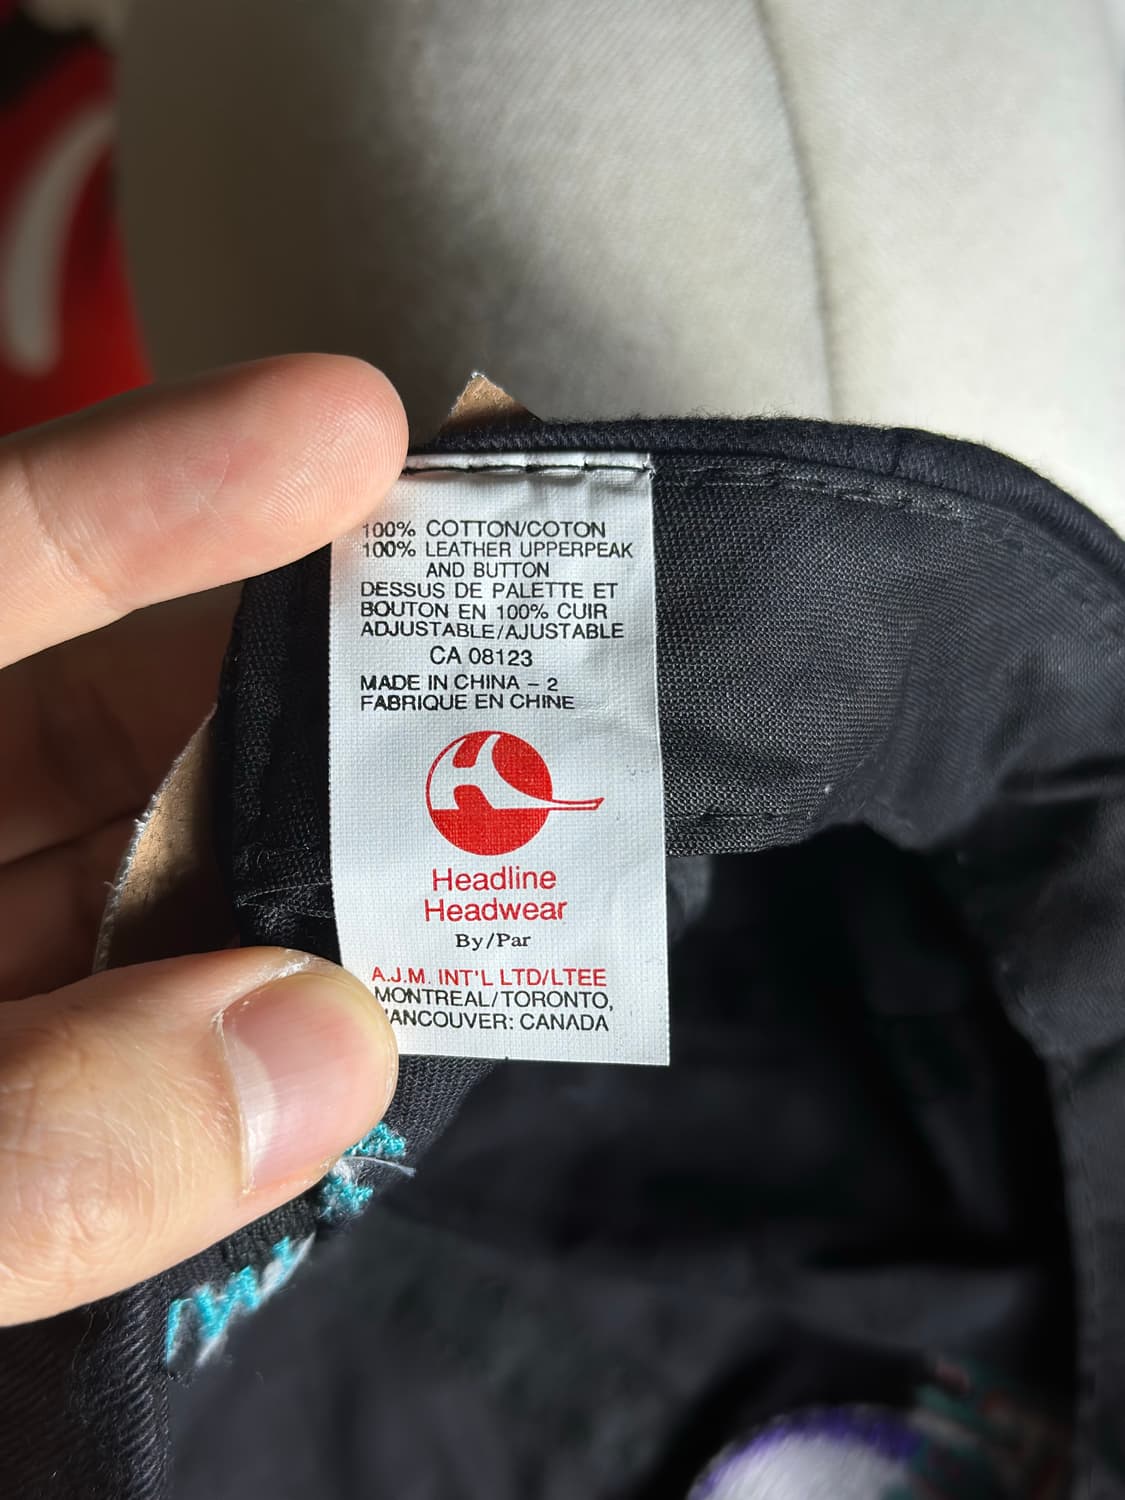 100% COTTON/COTON
100% LEATHER UPPERPEAK
AND BUTTON
DESSUS DE PALETTE ET
BOUTON EN 100% CUIR
ADJUSTABLE/AJUSTABLE
CA 08123
MADE IN CHINA – 2
FABRIQUE EN CHINE
Headline
Headwear
By/Par
A.J.M. INT'L LTD/LTEE
MONTREAL/TORONTO,
VANCOUVER: CANADA